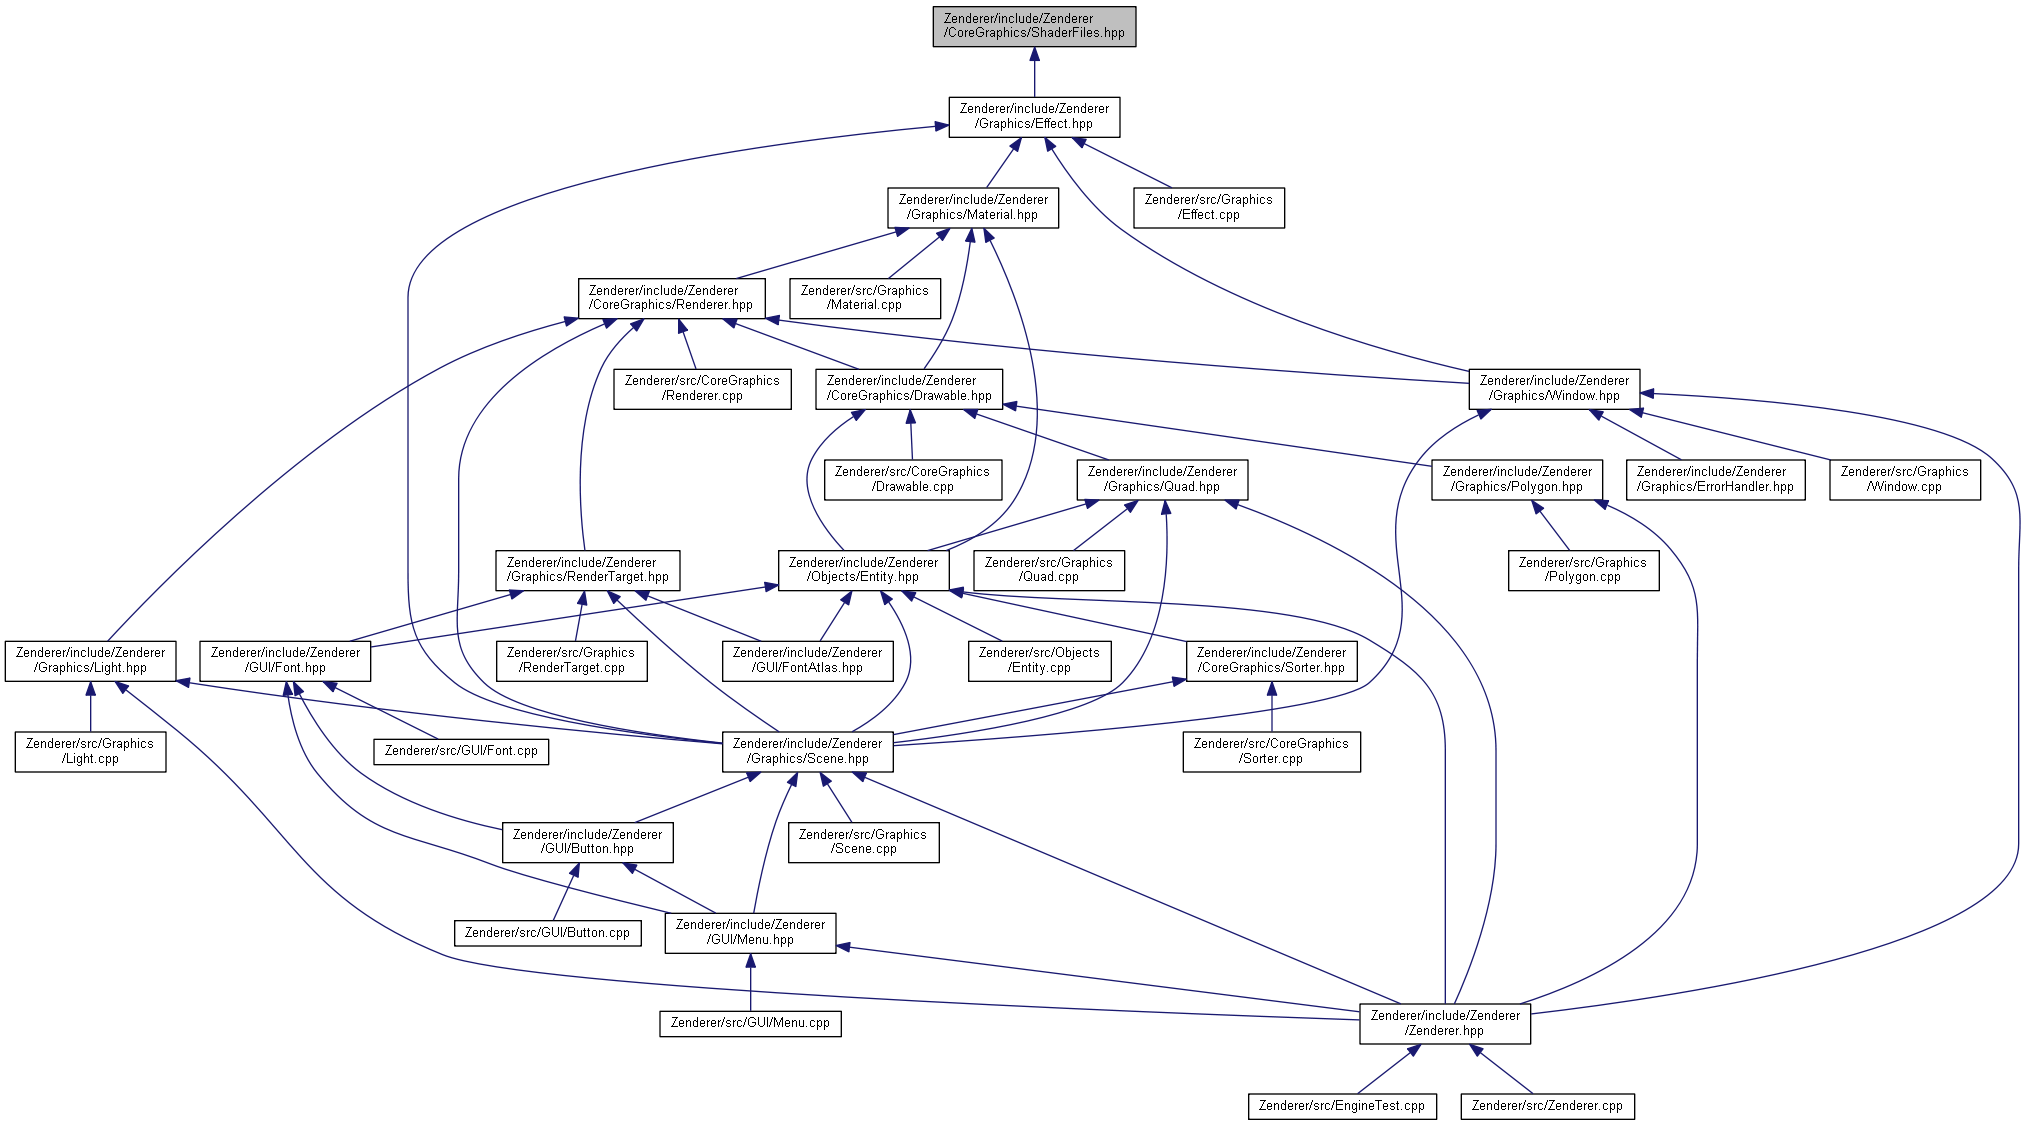 Zenderer/include/Zenderer
/CoreGraphics/ShaderFiles.hpp
Zenderer/include/Zenderer
/Graphics/Effect.hpp
Zenderer/include/Zenderer
/Graphics/Material.hpp
Zenderer/src/Graphics
/Effect.cpp
Zenderer/include/Zenderer
/CoreGraphics/Renderer.hpp
Zenderer/src/Graphics
/Material.cpp
Zenderer/src/CoreGraphics
/Renderer.cpp
Zenderer/include/Zenderer
/CoreGraphics/Drawable.hpp
Zenderer/include/Zenderer
/Graphics/Window.hpp
Zenderer/src/CoreGraphics
/Drawable.cpp
Zenderer/include/Zenderer
/Graphics/Quad.hpp
Zenderer/include/Zenderer
/Graphics/Polygon.hpp
Zenderer/include/Zenderer
/Graphics/ErrorHandler.hpp
Zenderer/src/Graphics
/Window.cpp
Zenderer/include/Zenderer
/Graphics/RenderTarget.hpp
Zenderer/include/Zenderer
/Objects/Entity.hpp
Zenderer/src/Graphics
/Quad.cpp
Zenderer/src/Graphics
/Polygon.cpp
Zenderer/include/Zenderer
/Graphics/Light.hpp
Zenderer/include/Zenderer
/GUI/Font.hpp
Zenderer/src/Graphics
/RenderTarget.cpp
Zenderer/include/Zenderer
/GUI/FontAtlas.hpp
Zenderer/src/Objects
/Entity.cpp
Zenderer/include/Zenderer
/CoreGraphics/Sorter.hpp
Zenderer/src/Graphics
/Light.cpp
Zenderer/src/GUI/Font.cpp
Zenderer/include/Zenderer
/Graphics/Scene.hpp
Zenderer/src/CoreGraphics
/Sorter.cpp
Zenderer/include/Zenderer
/GUI/Button.hpp
Zenderer/src/Graphics
/Scene.cpp
Zenderer/src/GUI/Button.cpp
Zenderer/include/Zenderer
/GUI/Menu.hpp
Zenderer/src/GUI/Menu.cpp
Zenderer/include/Zenderer
/Zenderer.hpp
Zenderer/src/EngineTest.cpp
Zenderer/src/Zenderer.cpp